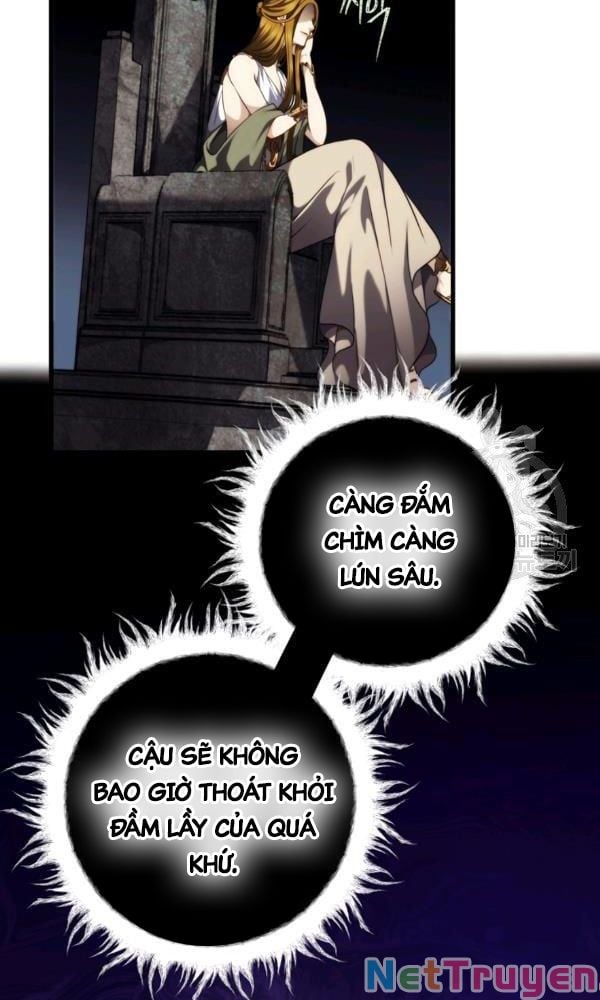 CÀNG ĐẮM
CHÌM CÀNG
LÚN SÂU.
CẬU SẼ KHÔNG
BAO GIỜ THOÁT KHỎI
ĐẦM LẦY CỦA QUÁ
KHỨ.
NetTruyen